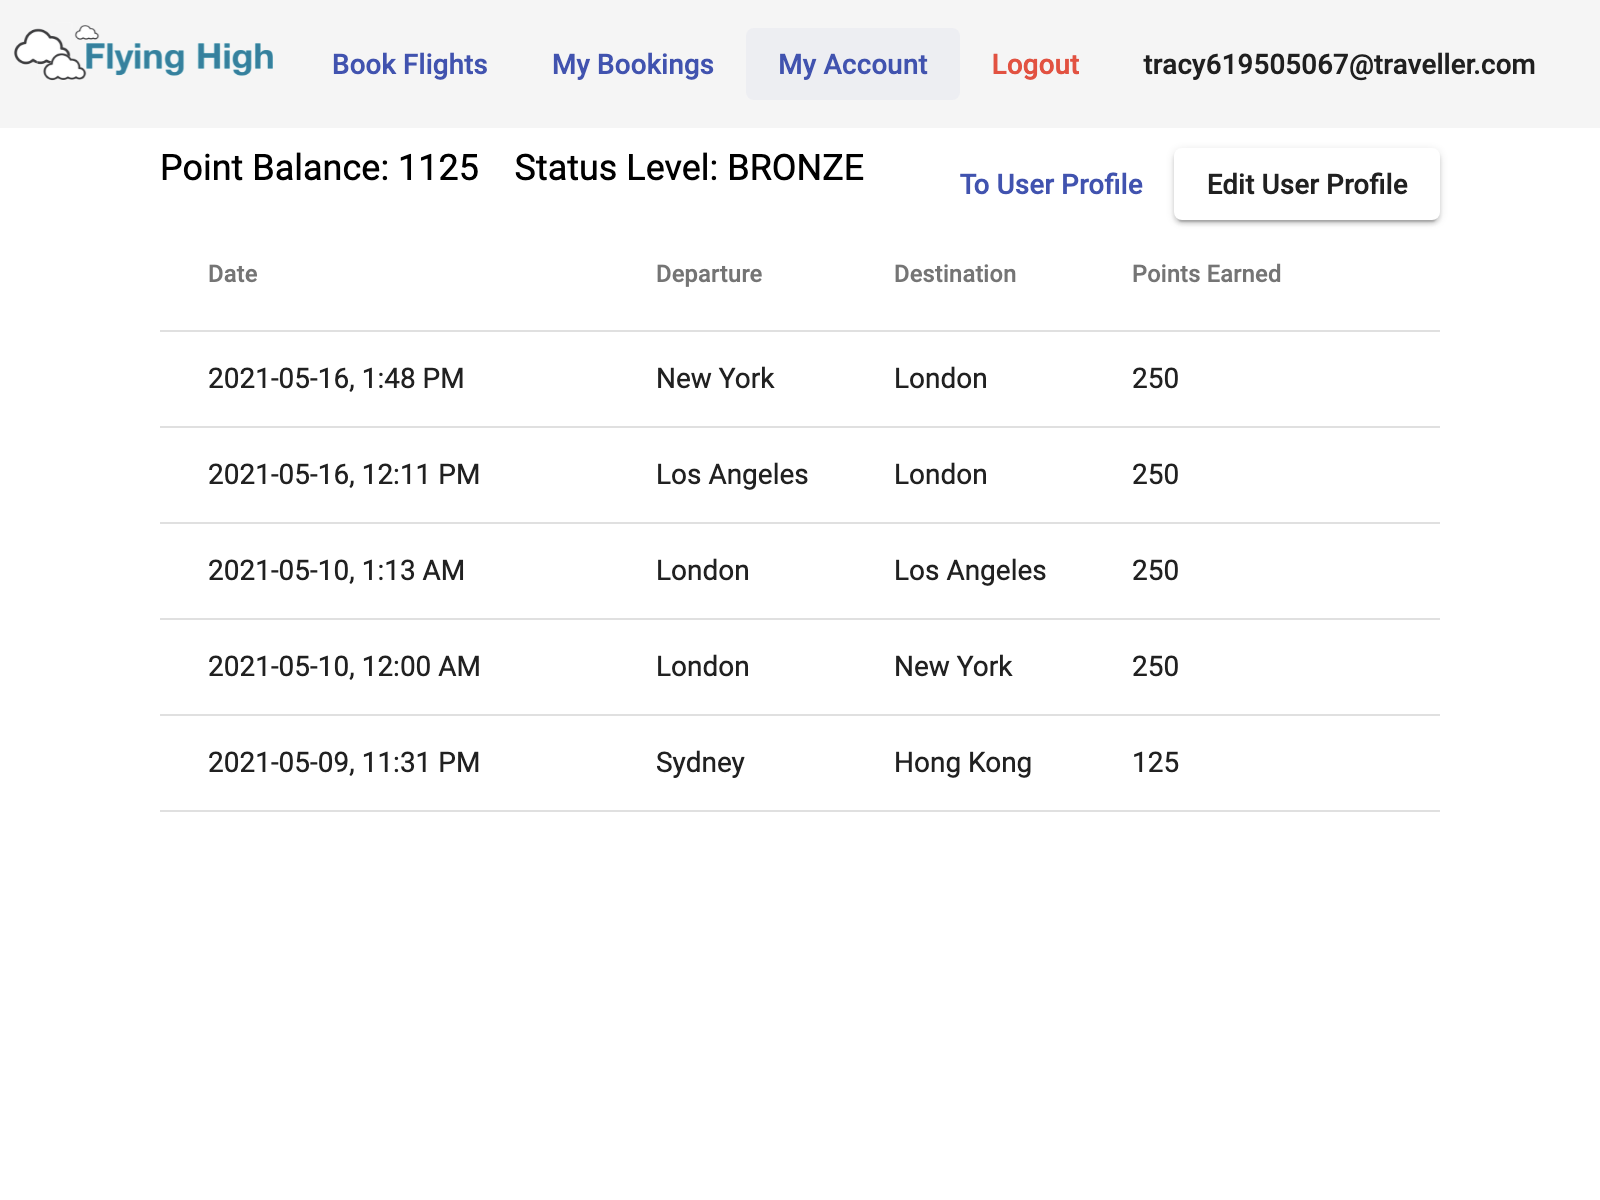 Flying High Book Flights My Bookings My Account Logout tracy619505067@traveller.com
Point Balance: 1125 Status Level: BRONZE To User Profile Edit User Profile
Date Departure Destination Points Earned
2021-05-16, 1:48 PM New York London 250
2021-05-16, 12:11 PM Los Angeles London 250
2021-05-10, 1:13 AM London Los Angeles 250
2021-05-10, 12:00 AM London New York 250
2021-05-09, 11:31 PM Sydney Hong Kong 125